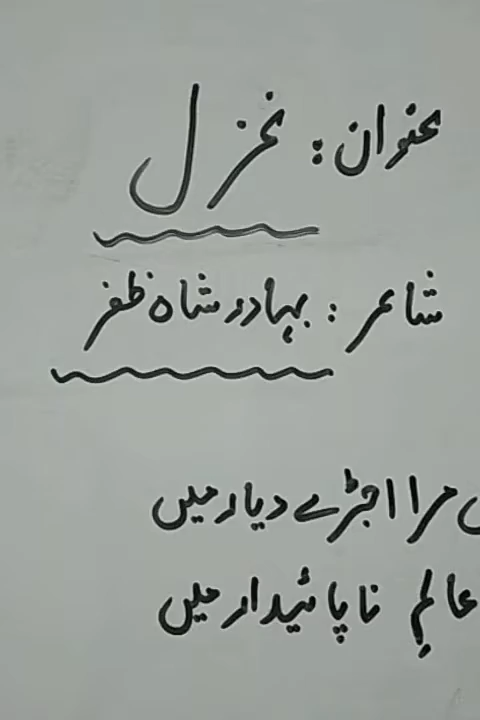 عنوان : غزل
شاعر : بہادر شاہ ظفر
مرا اجڑے دیار میں
عالمِ ناپائیدار میں